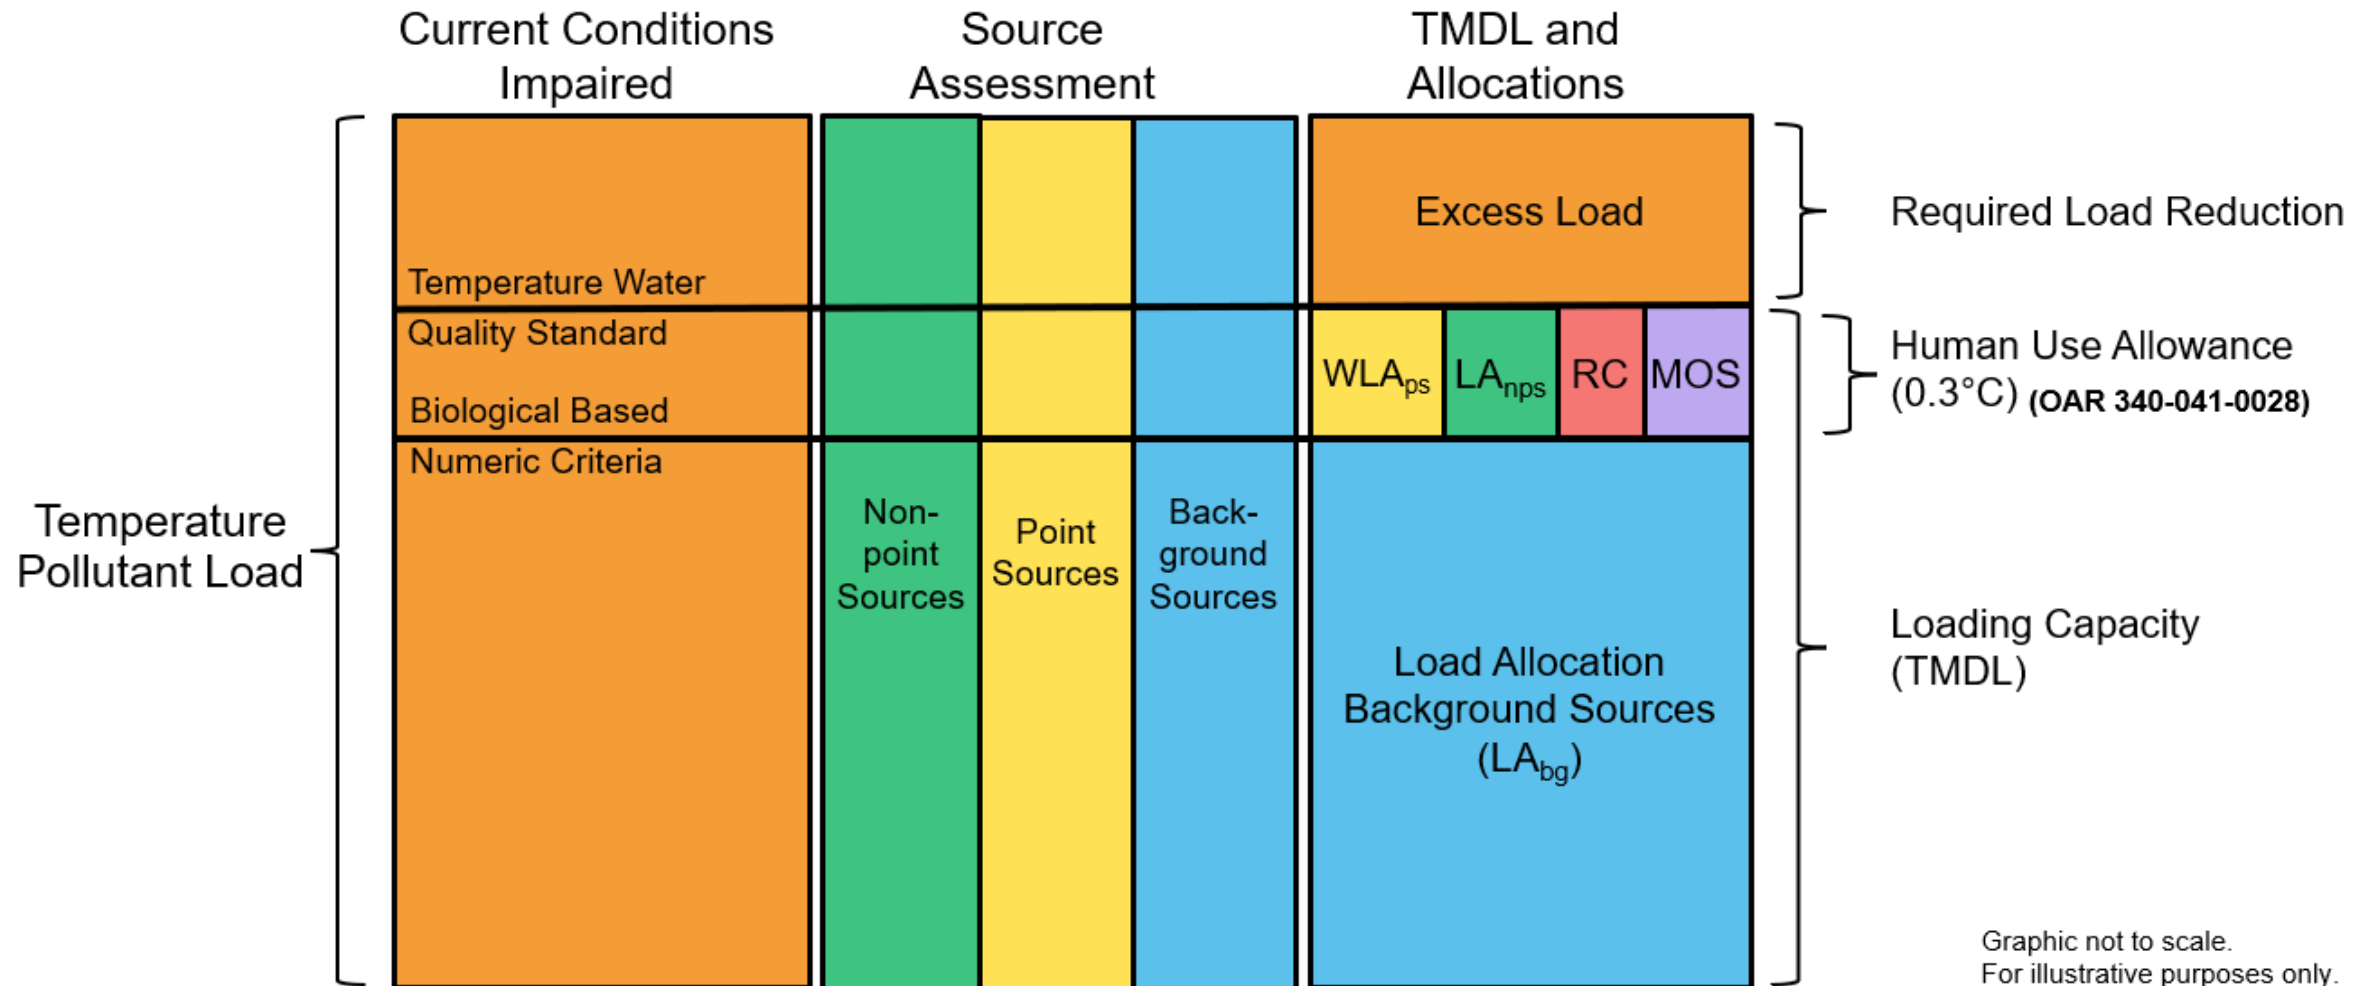 Current Conditions
Impaired
Source
Assessment
TMDL and
Allocations
Temperature
Pollutant Load
Temperature Water
Quality Standard
Biological Based
Numeric Criteria
Non-
point
Sources
Point
Sources
Back-
ground
Sources
Excess Load
WLAps
LAnps
RC
MOS
Load Allocation
Background Sources
(LAbg)
Required Load Reduction
Human Use Allowance
(0.3°C) (OAR 340-041-0028)
Loading Capacity
(TMDL)
Graphic not to scale.
For illustrative purposes only.